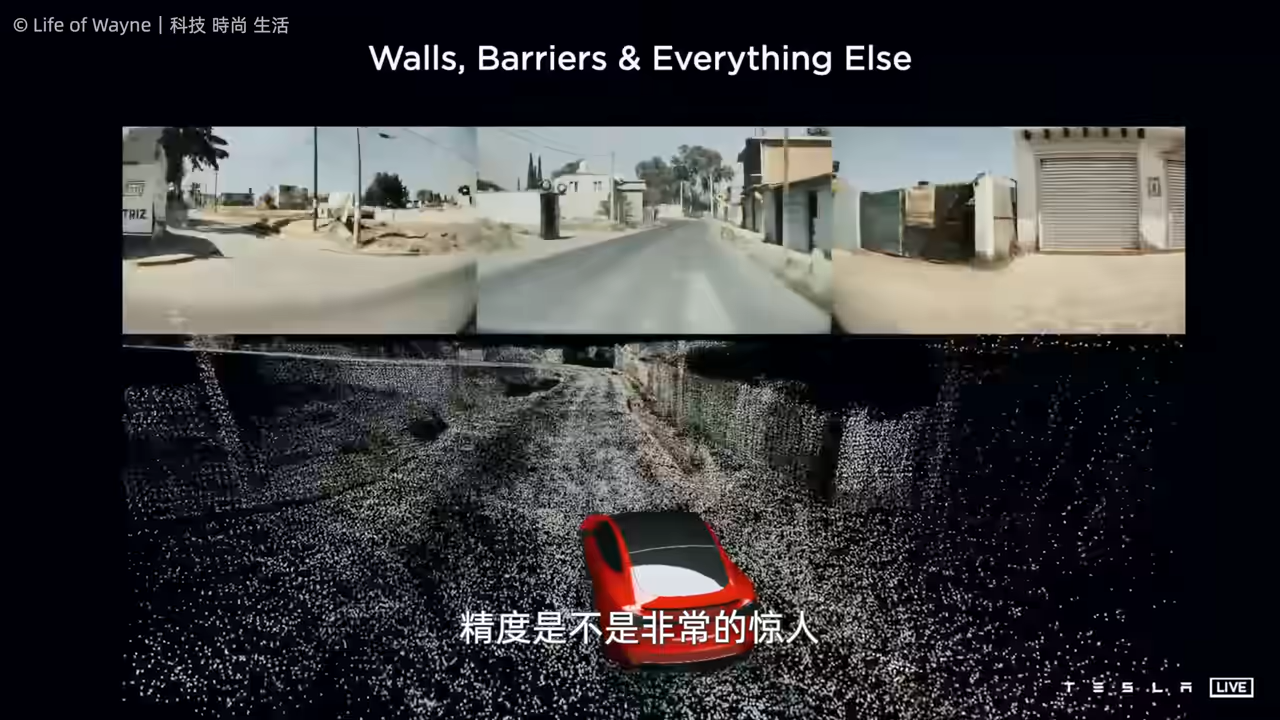 © Life of Wayne | 科技 時尚 生活
Walls, Barriers & Everything Else
TRIZ
精度是不是非常的惊人
TESLA LIVE